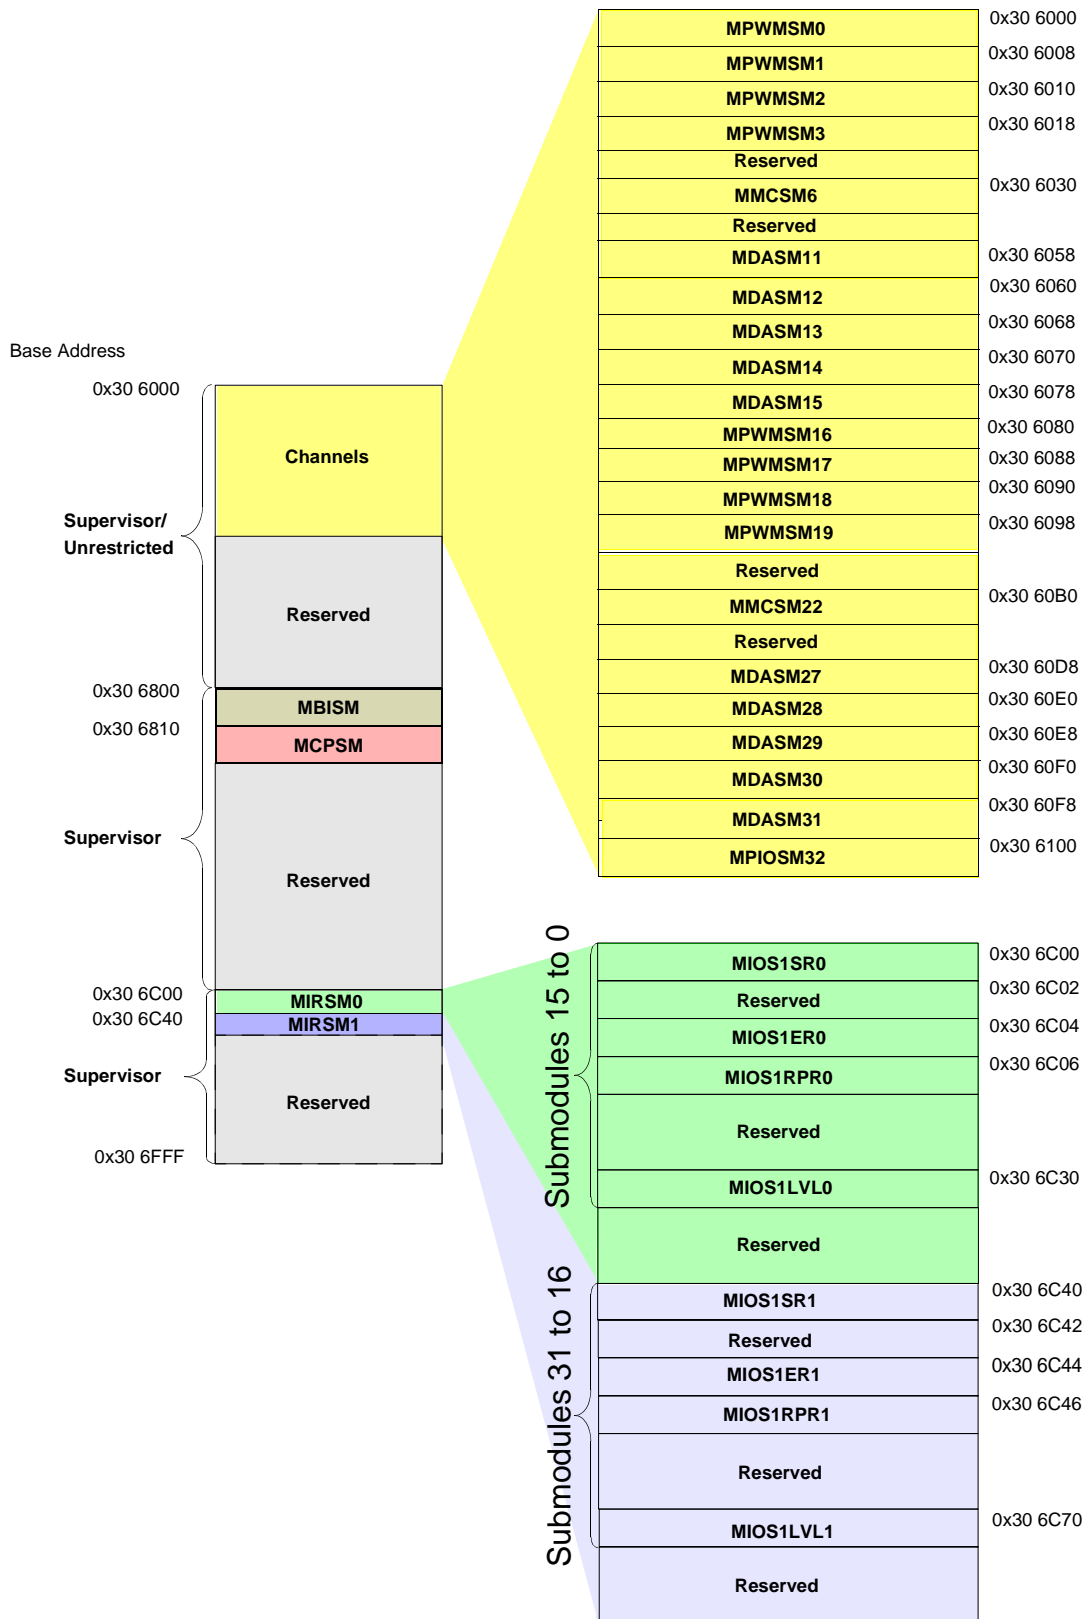 Base Address
0x30 6000
Channels
Supervisor/
Unrestricted
Reserved
0x30 6800
MBISM
0x30 6810
MCPSM
Supervisor
Reserved
0x30 6C00
MIRSM0
0x30 6C40
MIRSM1
Supervisor
Reserved
0x30 6FFF
MPWMSM0 0x30 6000
MPWMSM1 0x30 6008
MPWMSM2 0x30 6010
MPWMSM3 0x30 6018
Reserved
MMCSM6 0x30 6030
Reserved
MDASM11 0x30 6058
MDASM12 0x30 6060
MDASM13 0x30 6068
MDASM14 0x30 6070
MDASM15 0x30 6078
MPWMSM16 0x30 6080
MPWMSM17 0x30 6088
MPWMSM18 0x30 6090
MPWMSM19 0x30 6098
Reserved
MMCSM22 0x30 60B0
Reserved
MDASM27 0x30 60D8
MDASM28 0x30 60E0
MDASM29 0x30 60E8
MDASM30 0x30 60F0
MDASM31 0x30 60F8
MPIOSM32 0x30 6100
Submodules 15 to 0
MIOS1SR0 0x30 6C00
Reserved 0x30 6C02
MIOS1ER0 0x30 6C04
MIOS1RPR0 0x30 6C06
Reserved
MIOS1LVL0 0x30 6C30
Reserved
Submodules 31 to 16
MIOS1SR1 0x30 6C40
Reserved 0x30 6C42
MIOS1ER1 0x30 6C44
MIOS1RPR1 0x30 6C46
Reserved
MIOS1LVL1 0x30 6C70
Reserved